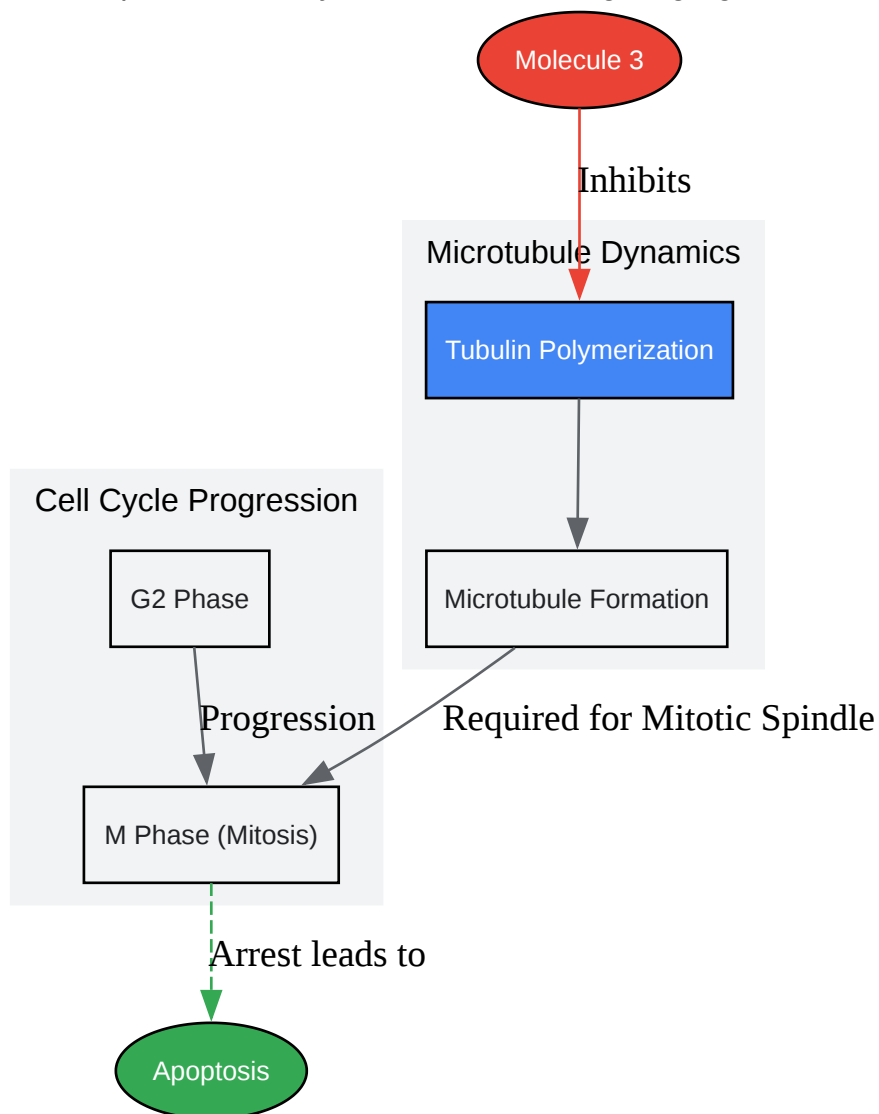 Molecule 3
Inhibits
Microtubule Dynamics
Tubulin Polymerization
Cell Cycle Progression
G2 Phase
Microtubule Formation
Progression
Required for Mitotic Spindle
M Phase (Mitosis)
Arrest leads to
Apoptosis